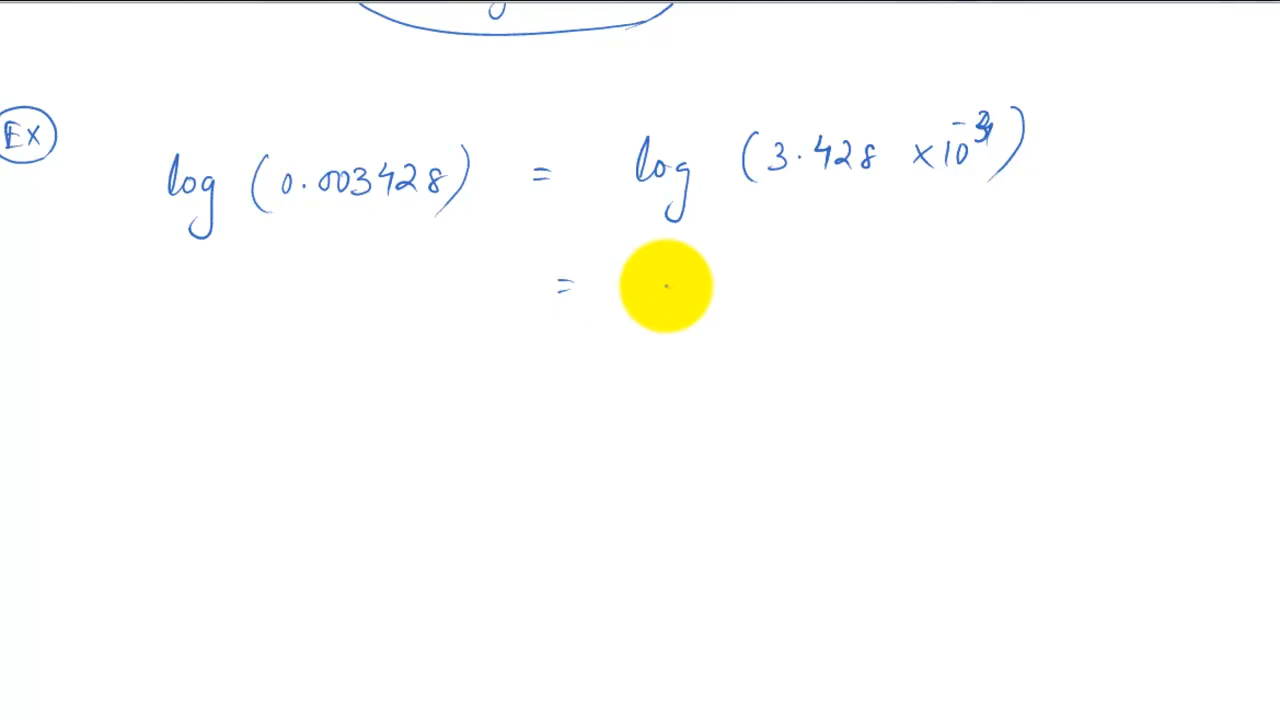 EX log (0.003428) = log (3.428 ×10⁻³)
=